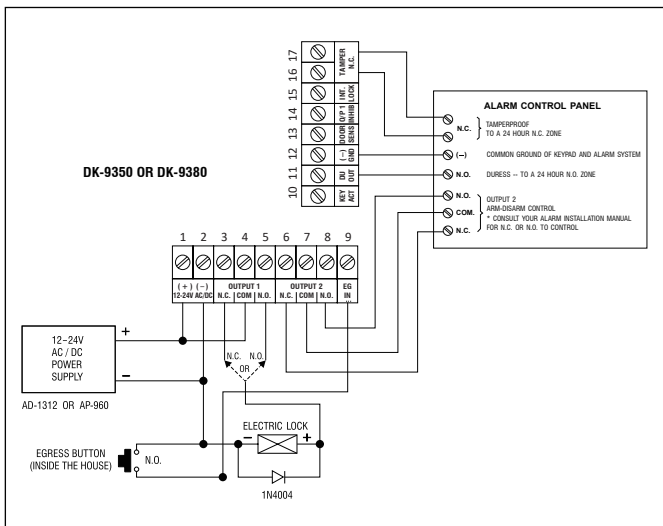 17
TAMPER
N.C.
16
15
INT.
LOCK
14
O/P 1
INHIB
13
DOOR
SENS
12
(–)
GND
11
DU
OUT
10
KEY
ACT
DK-9350 OR DK-9380
ALARM CONTROL PANEL
N.C.
TAMPERPROOF
TO A 24 HOUR N.C. ZONE
(–)
COMMON GROUND OF KEYPAD AND ALARM SYSTEM
N.O.
DURESS -- TO A 24 HOUR N.O. ZONE
N.O.
COM.
N.C.
OUTPUT 2
ARM-DISARM CONTROL
* CONSULT YOUR ALARM INSTALLATION MANUAL
FOR N.C. OR N.O. TO CONTROL
1 2 3 4 5 6 7 8 9
(+) (–) OUTPUT 1 OUTPUT 2 EG
12-24V AC/DC N.C. COM N.O. N.C. COM N.O. IN
+
12-24V
AC / DC
POWER
SUPPLY
–
AD-1312 OR AP-960
N.C. N.O.
OR
ELECTRIC LOCK
– +
1N4004
EGRESS BUTTON
(INSIDE THE HOUSE)
N.O.